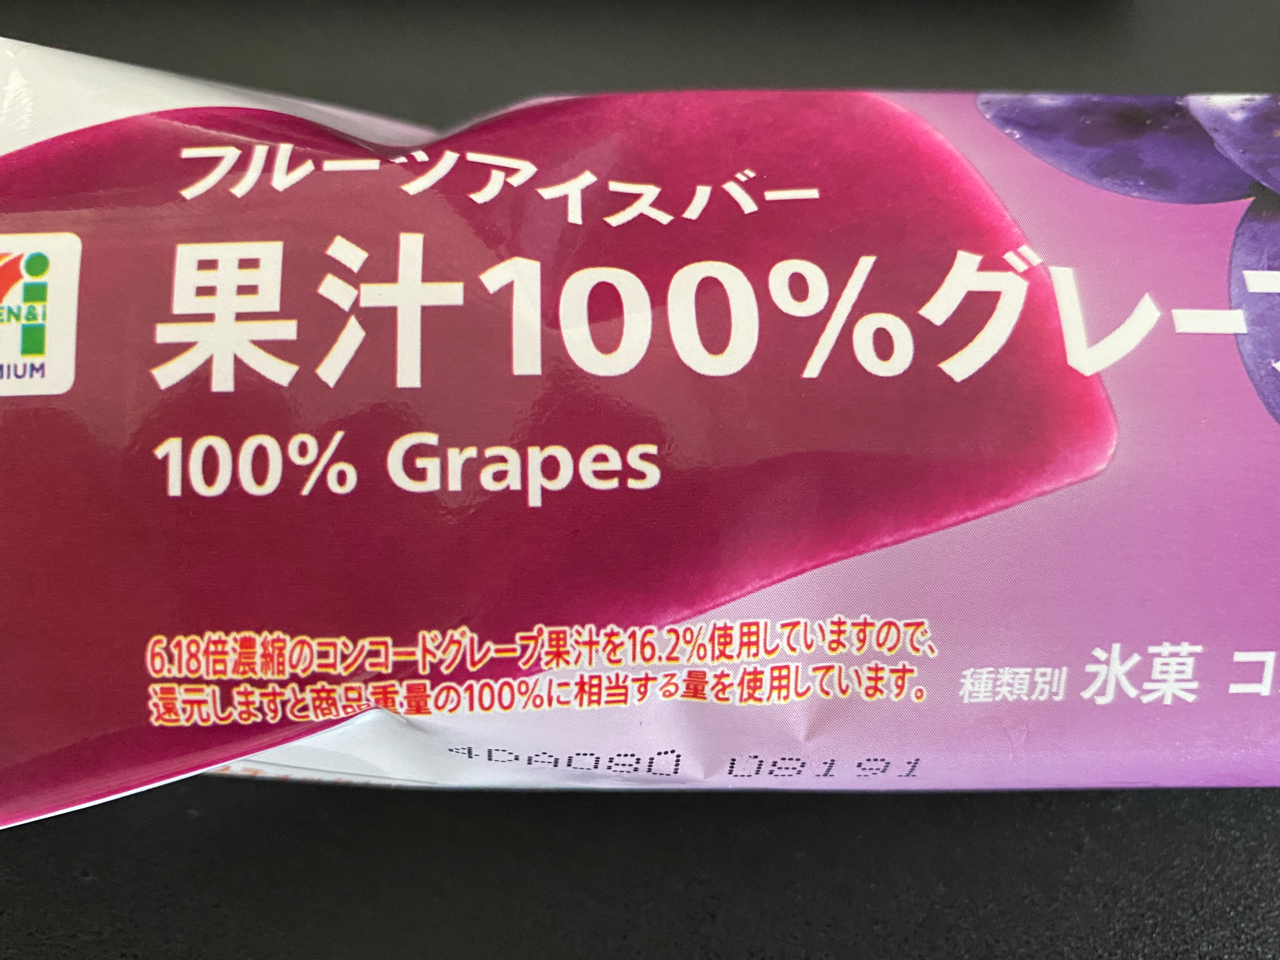 フルーツアイスバー
果汁100%グレー
EN&i
MIUM
100% Grapes
6.18倍濃縮のコンコードグレープ果汁を16.2%使用していますので、
還元しますと商品重量の100%に相当する量を使用しています。
種類別 氷菓 コ